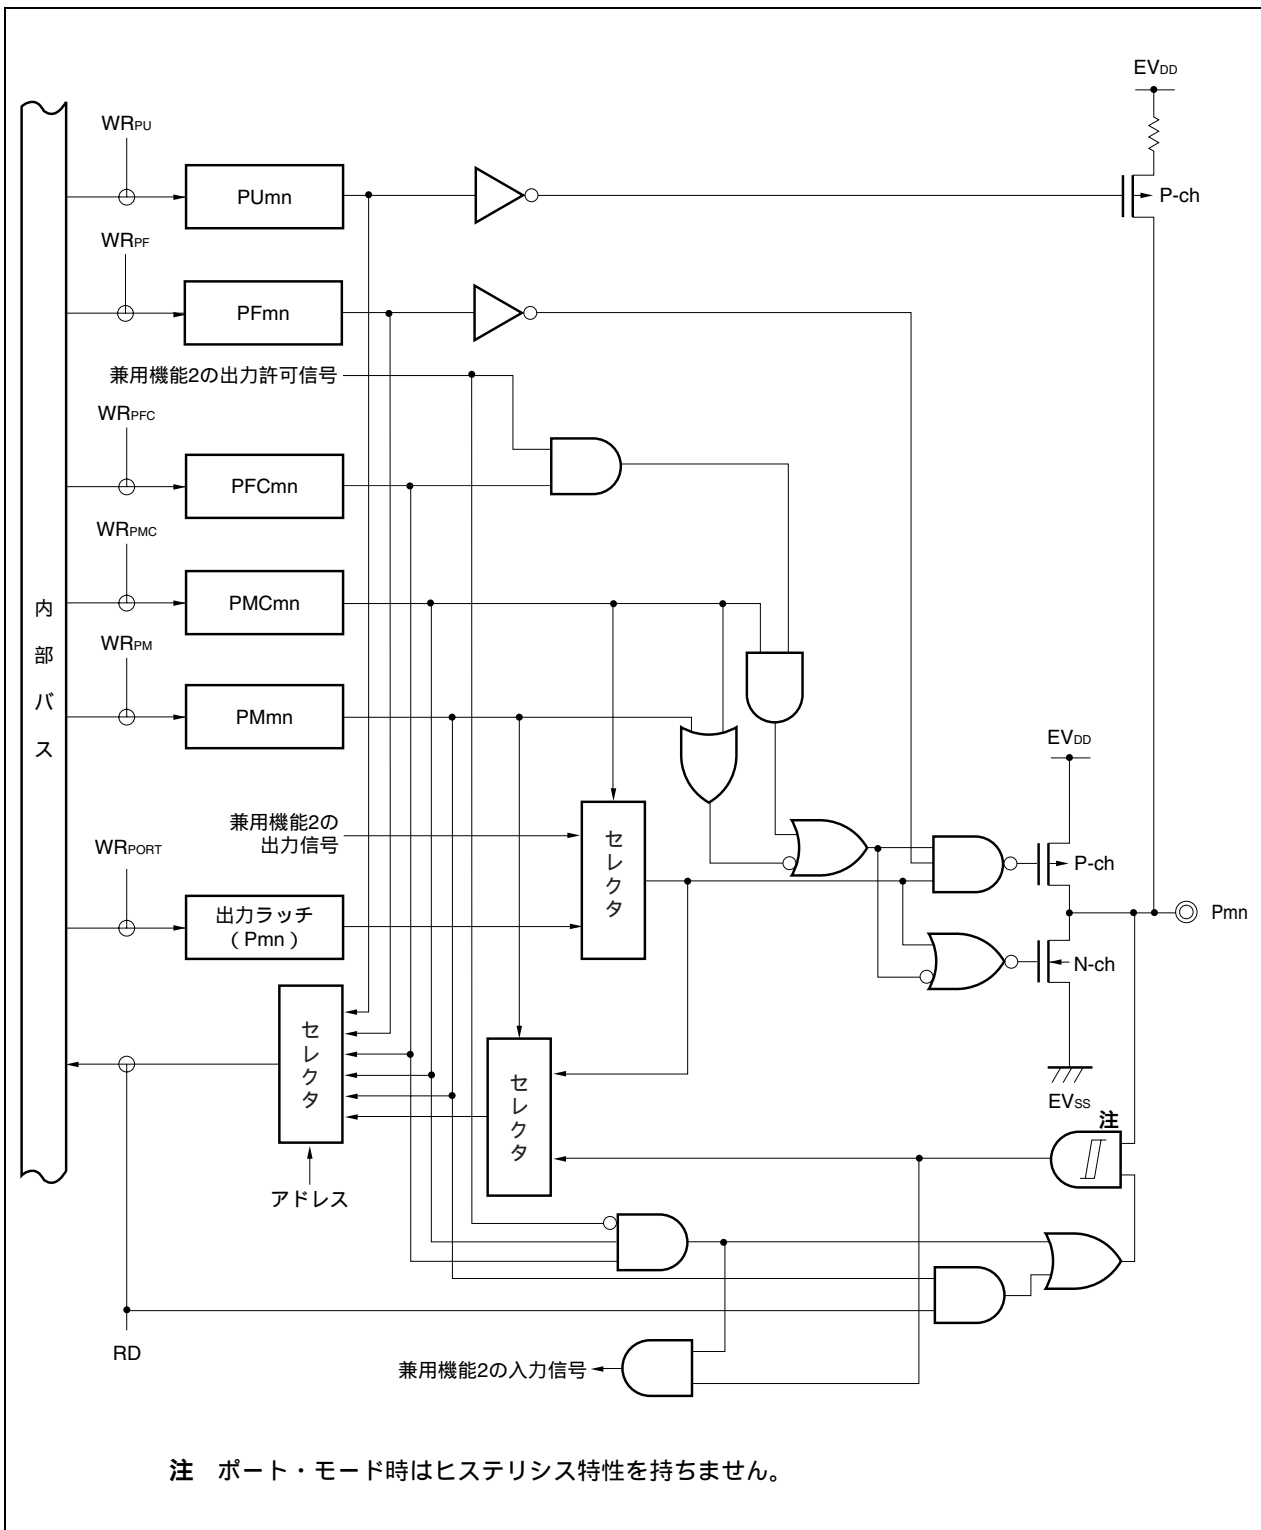 EVDD
WRPU
PUmn
P-ch
WRPF
PFmn
兼用機能2の出力許可信号
WRPFC
PFCmn
WRPMC
PMCmn
内部バス
WRPM
PMmn
EVDD
兼用機能2の
出力信号
セレクタ
WRPORT
P-ch
出力ラッチ
（Pmn）
Pmn
N-ch
セレクタ
セレクタ
EVSS
注
アドレス
RD
兼用機能2の入力信号
注　ポート・モード時はヒステリシス特性を持ちません。